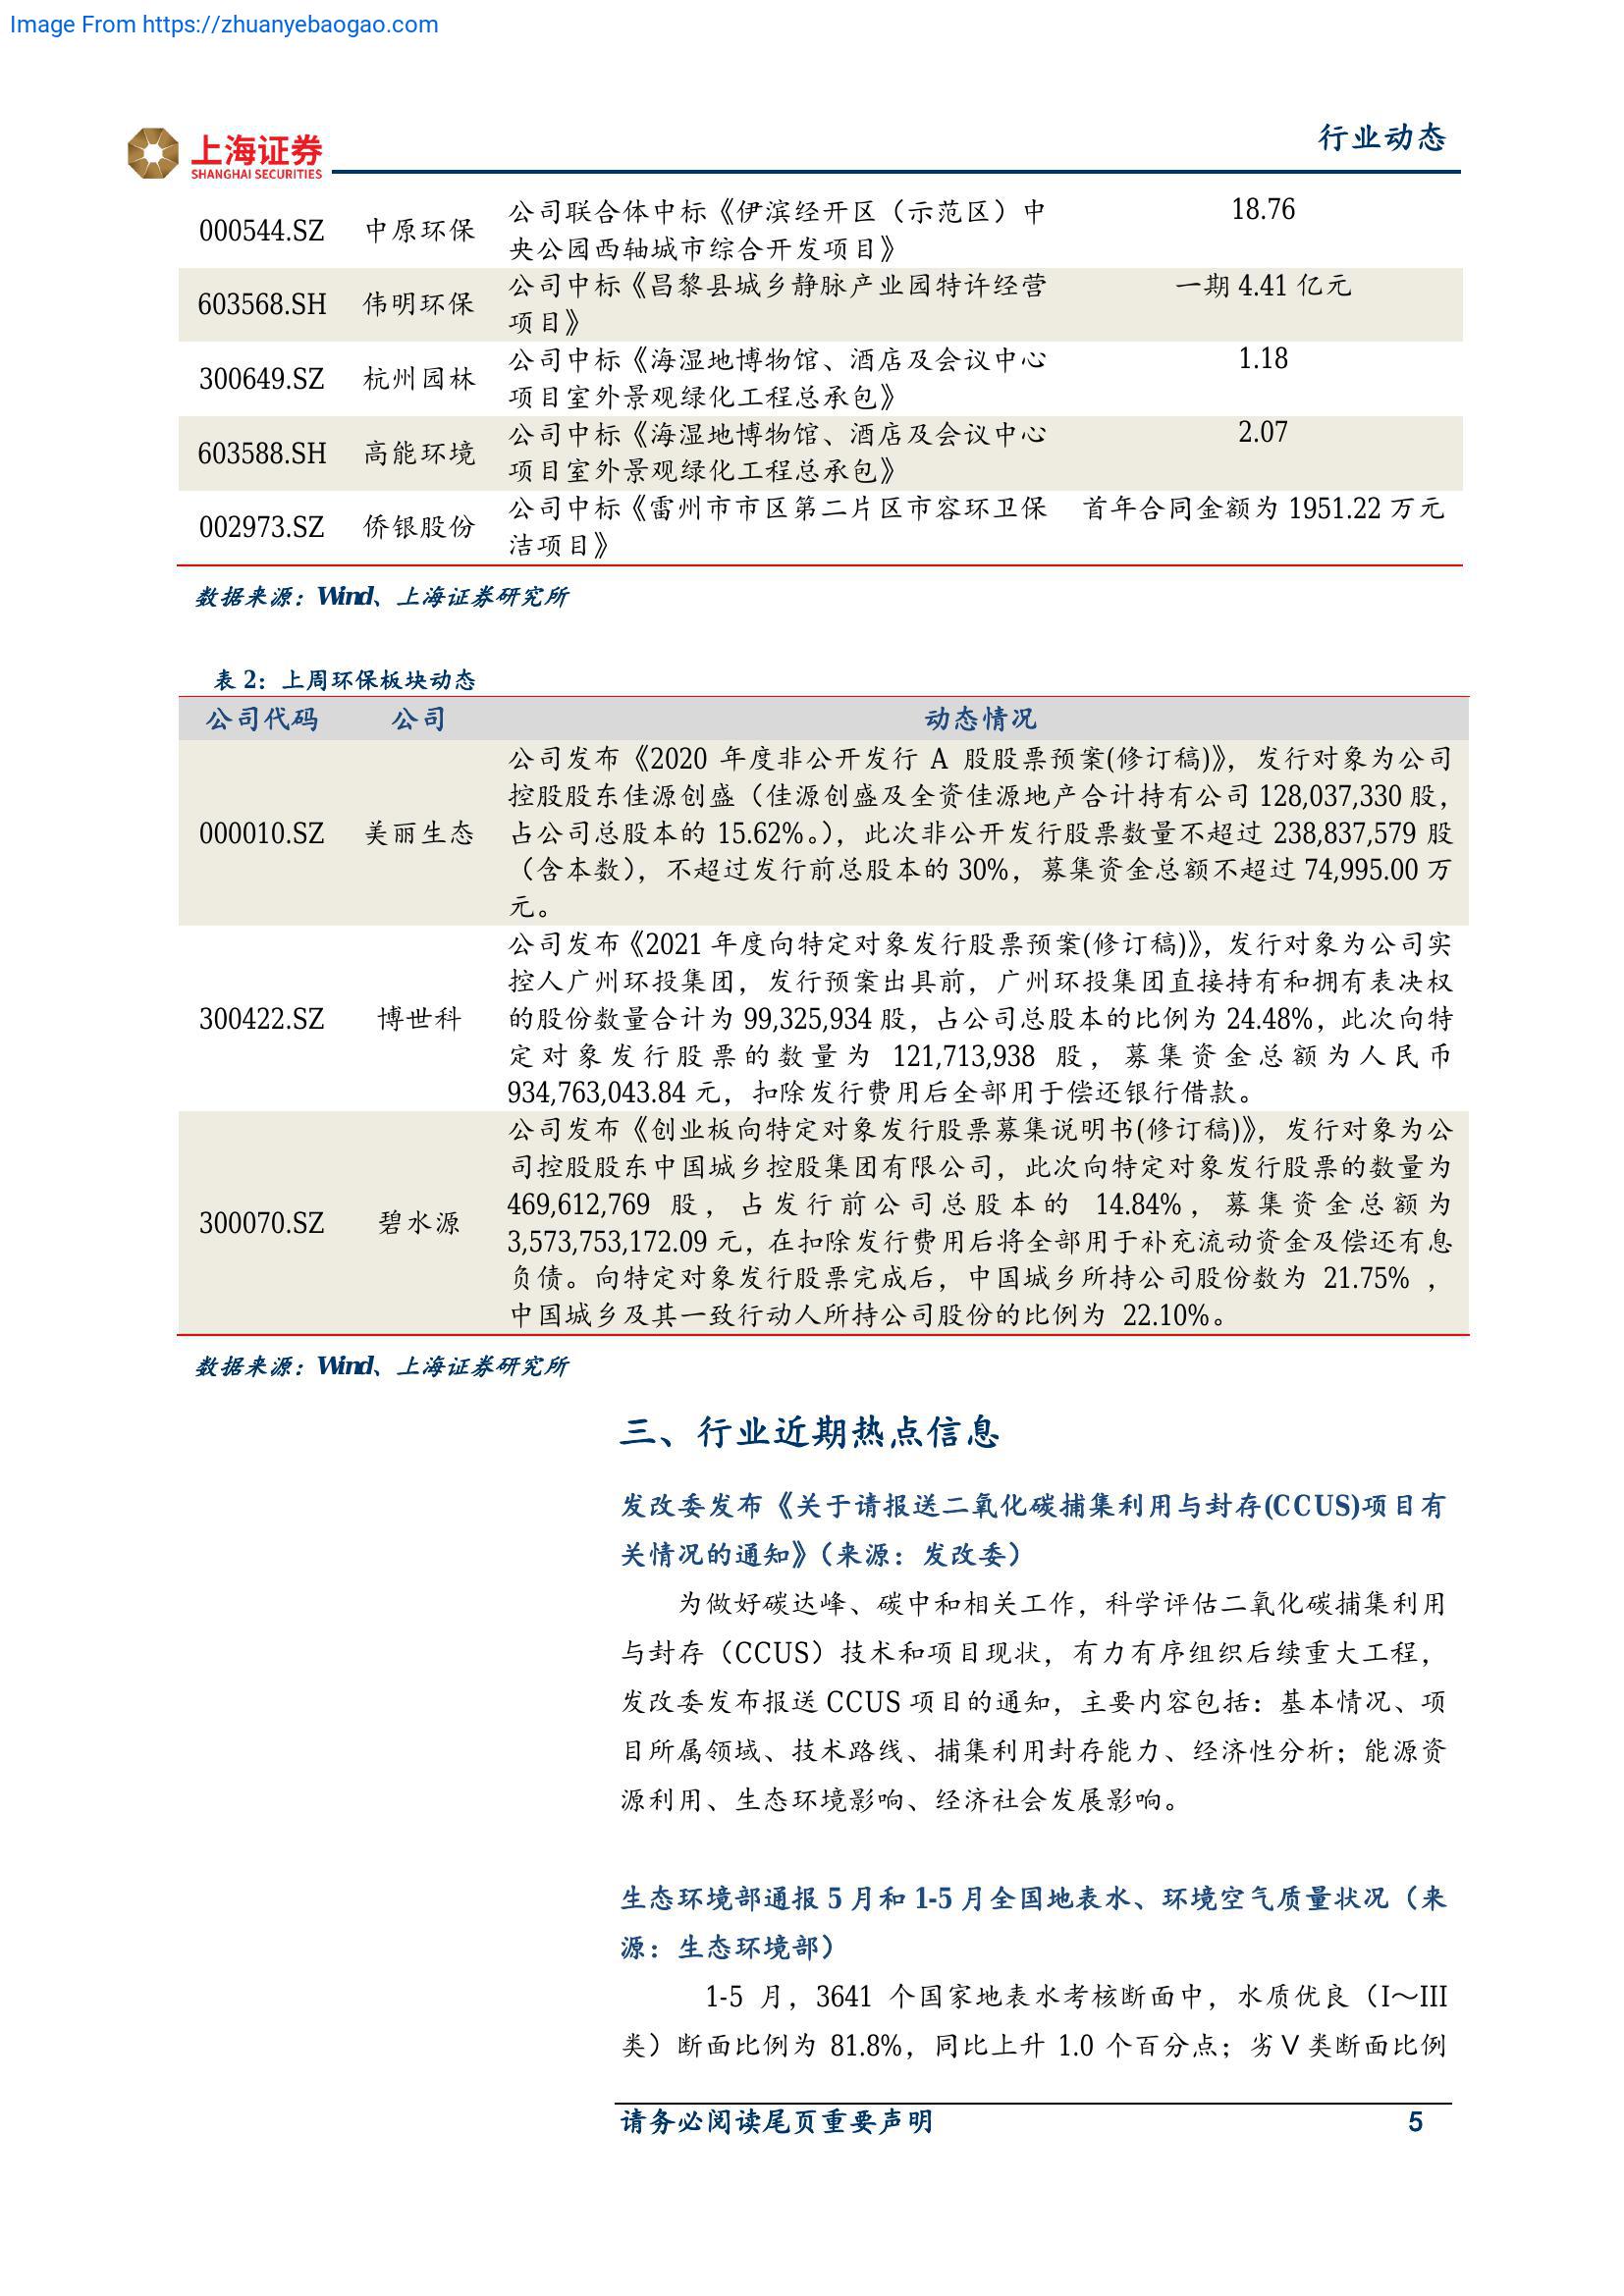 Image From https://zhuanyebaogao.com
上海证券
SHANGHAI SECURITIES
行业动态
000544.SZ 中原环保 公司联合体中标《伊滨经开区（示范区）中 18.76
央公园西轴城市综合开发项目》
603568.SH 伟明环保 公司中标《昌黎县城乡静脉产业园特许经营 一期 4.41 亿元
项目》
300649.SZ 杭州园林 公司中标《海湿地博物馆、酒店及会议中心 1.18
项目室外景观绿化工程总承包》
603588.SH 高能环境 公司中标《海湿地博物馆、酒店及会议中心 2.07
项目室外景观绿化工程总承包》
002973.SZ 侨银股份 公司中标《雷州市市区第二片区市容环卫保 首年合同金额为 1951.22 万元
洁项目》
数据来源：Wind、上海证券研究所
表 2：上周环保板块动态
公司代码 公司 动态情况
公司发布《2020 年度非公开发行 A 股股票预案(修订稿)》，发行对象为公司
控股股东佳源创盛（佳源创盛及全资佳源地产合计持有公司 128,037,330 股，
000010.SZ 美丽生态 占公司总股本的 15.62%。），此次非公开发行股票数量不超过 238,837,579 股
（含本数），不超过发行前总股本的 30%，募集资金总额不超过 74,995.00 万
元。
公司发布《2021 年度向特定对象发行股票预案(修订稿)》，发行对象为公司实
控人广州环投集团，发行预案出具前，广州环投集团直接持有和拥有表决权
300422.SZ 博世科 的股份数量合计为 99,325,934 股，占公司总股本的比例为 24.48%，此次向特
定对象发行股票的数量为 121,713,938 股，募集资金总额为人民币
934,763,043.84 元，扣除发行费用后全部用于偿还银行借款。
公司发布《创业板向特定对象发行股票募集说明书(修订稿)》，发行对象为公
司控股股东中国城乡控股集团有限公司，此次向特定对象发行股票的数量为
469,612,769 股，占发行前公司总股本的 14.84%，募集资金总额为
300070.SZ 碧水源 3,573,753,172.09 元，在扣除发行费用后将全部用于补充流动资金及偿还有息
负债。向特定对象发行股票完成后，中国城乡所持公司股份数为 21.75% ，
中国城乡及其一致行动人所持公司股份的比例为 22.10%。
数据来源：Wind、上海证券研究所
三、行业近期热点信息
发改委发布《关于请报送二氧化碳捕集利用与封存(CCUS)项目有
关情况的通知》（来源：发改委）
为做好碳达峰、碳中和相关工作，科学评估二氧化碳捕集利用
与封存（CCUS）技术和项目现状，有力有序组织后续重大工程，
发改委发布报送 CCUS 项目的通知，主要内容包括：基本情况、项
目所属领域、技术路线、捕集利用封存能力、经济性分析；能源资
源利用、生态环境影响、经济社会发展影响。
生态环境部通报 5 月和 1-5 月全国地表水、环境空气质量状况（来
源：生态环境部）
1-5 月，3641 个国家地表水考核断面中，水质优良（I～III
类）断面比例为 81.8%，同比上升 1.0 个百分点；劣Ⅴ类断面比例
请务必阅读尾页重要声明 5